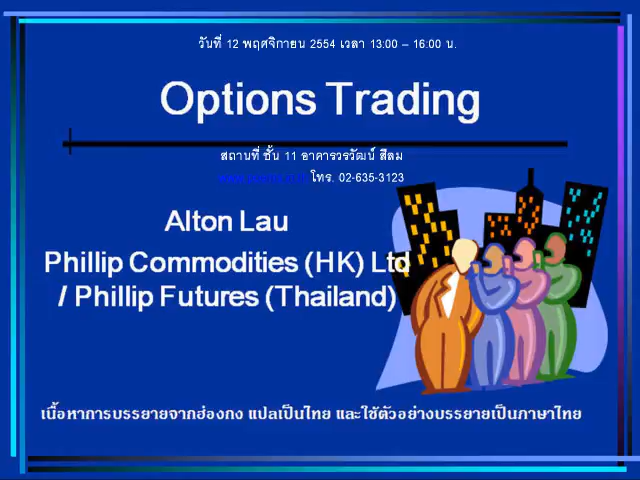 วันที่ 12 พฤศจิกายน 2554 เวลา 13:00 – 16:00 น.
Options Trading
สถานที่ ชั้น 11 อาคารวรวัฒน์ สีลม
โทร. 02-635-3123
Alton Lau
Phillip Commodities (HK) Ltd
/ Phillip Futures (Thailand)
เนื้อหาการบรรยายจากฮ่องกง แปลเป็นไทย และใช้ตัวอย่างบรรยายเป็นภาษาไทย